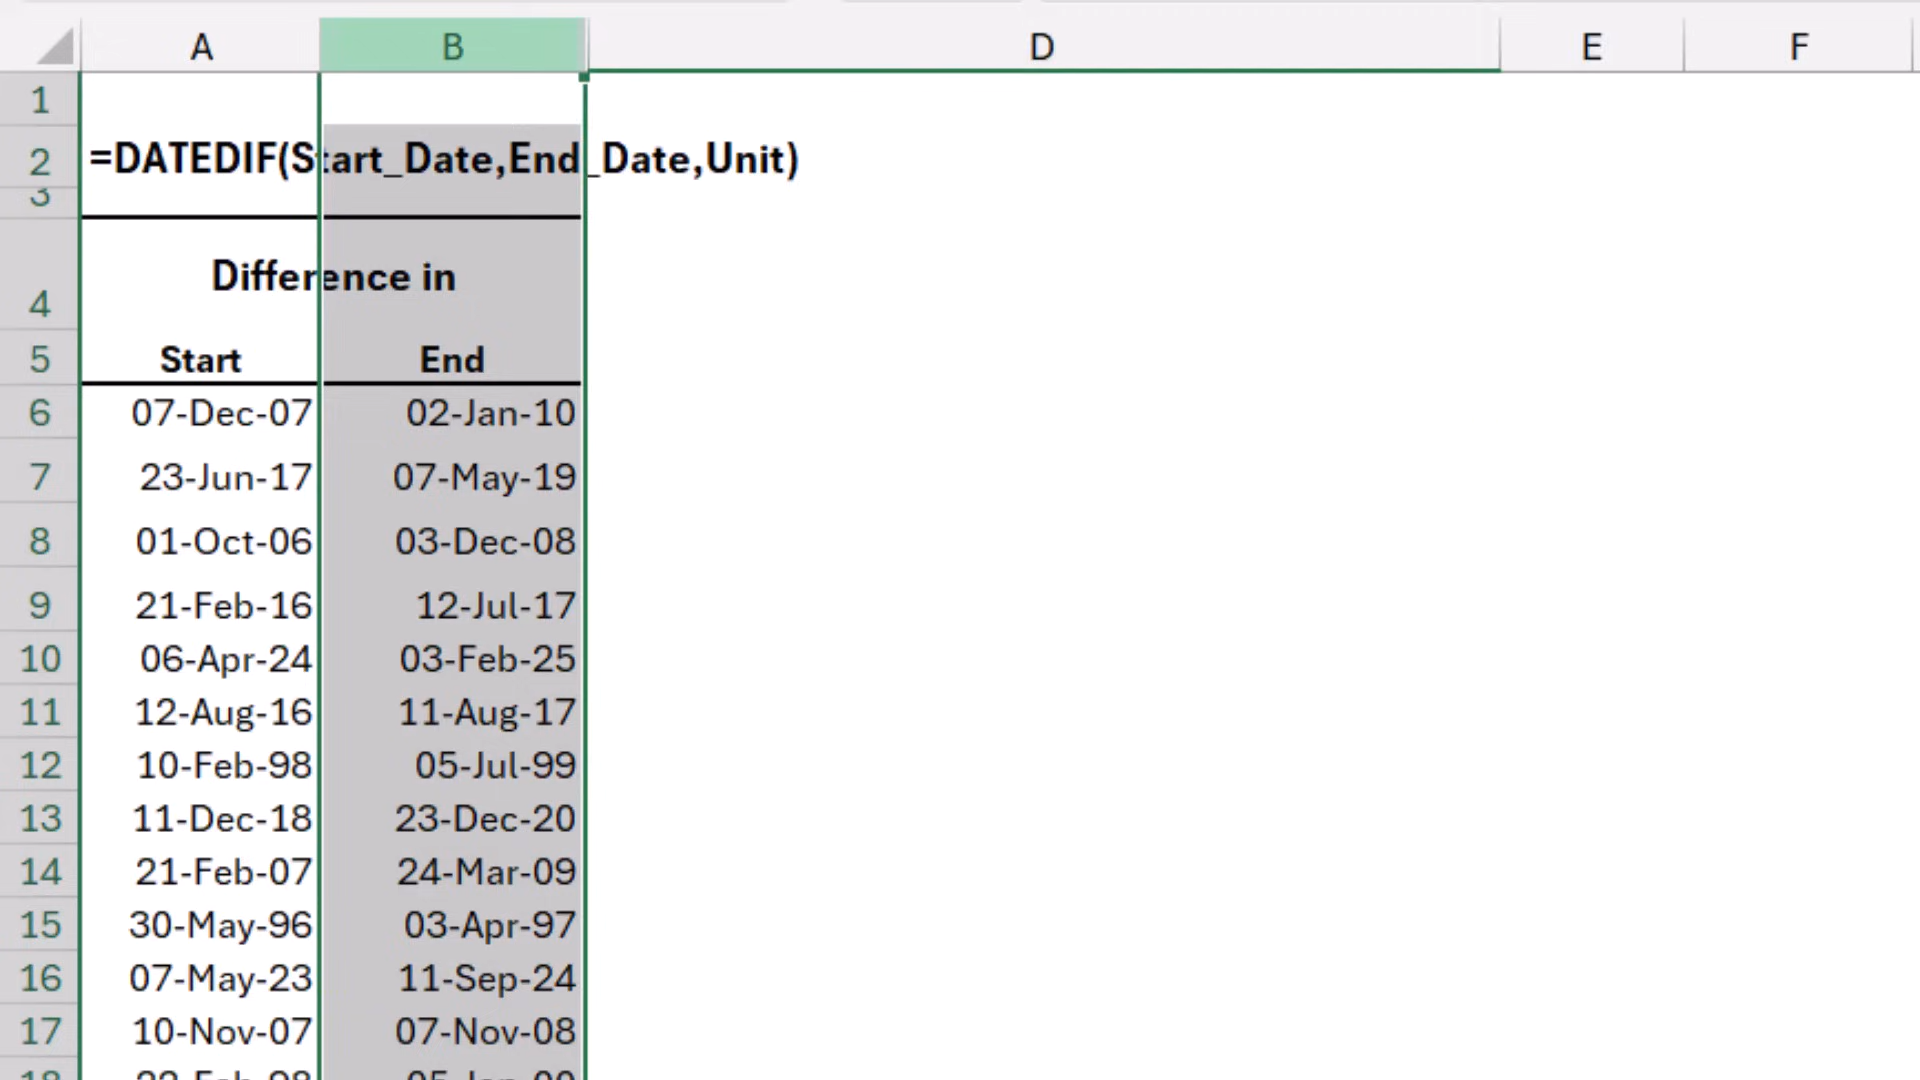 A B D E F
1
2 =DATEDIF(Start_Date,End_Date,Unit)
3
4 Difference in
5 Start End
6 07-Dec-07 02-Jan-10
7 23-Jun-17 07-May-19
8 01-Oct-06 03-Dec-08
9 21-Feb-16 12-Jul-17
10 06-Apr-24 03-Feb-25
11 12-Aug-16 11-Aug-17
12 10-Feb-98 05-Jul-99
13 11-Dec-18 23-Dec-20
14 21-Feb-07 24-Mar-09
15 30-May-96 03-Apr-97
16 07-May-23 11-Sep-24
17 10-Nov-07 07-Nov-08
18